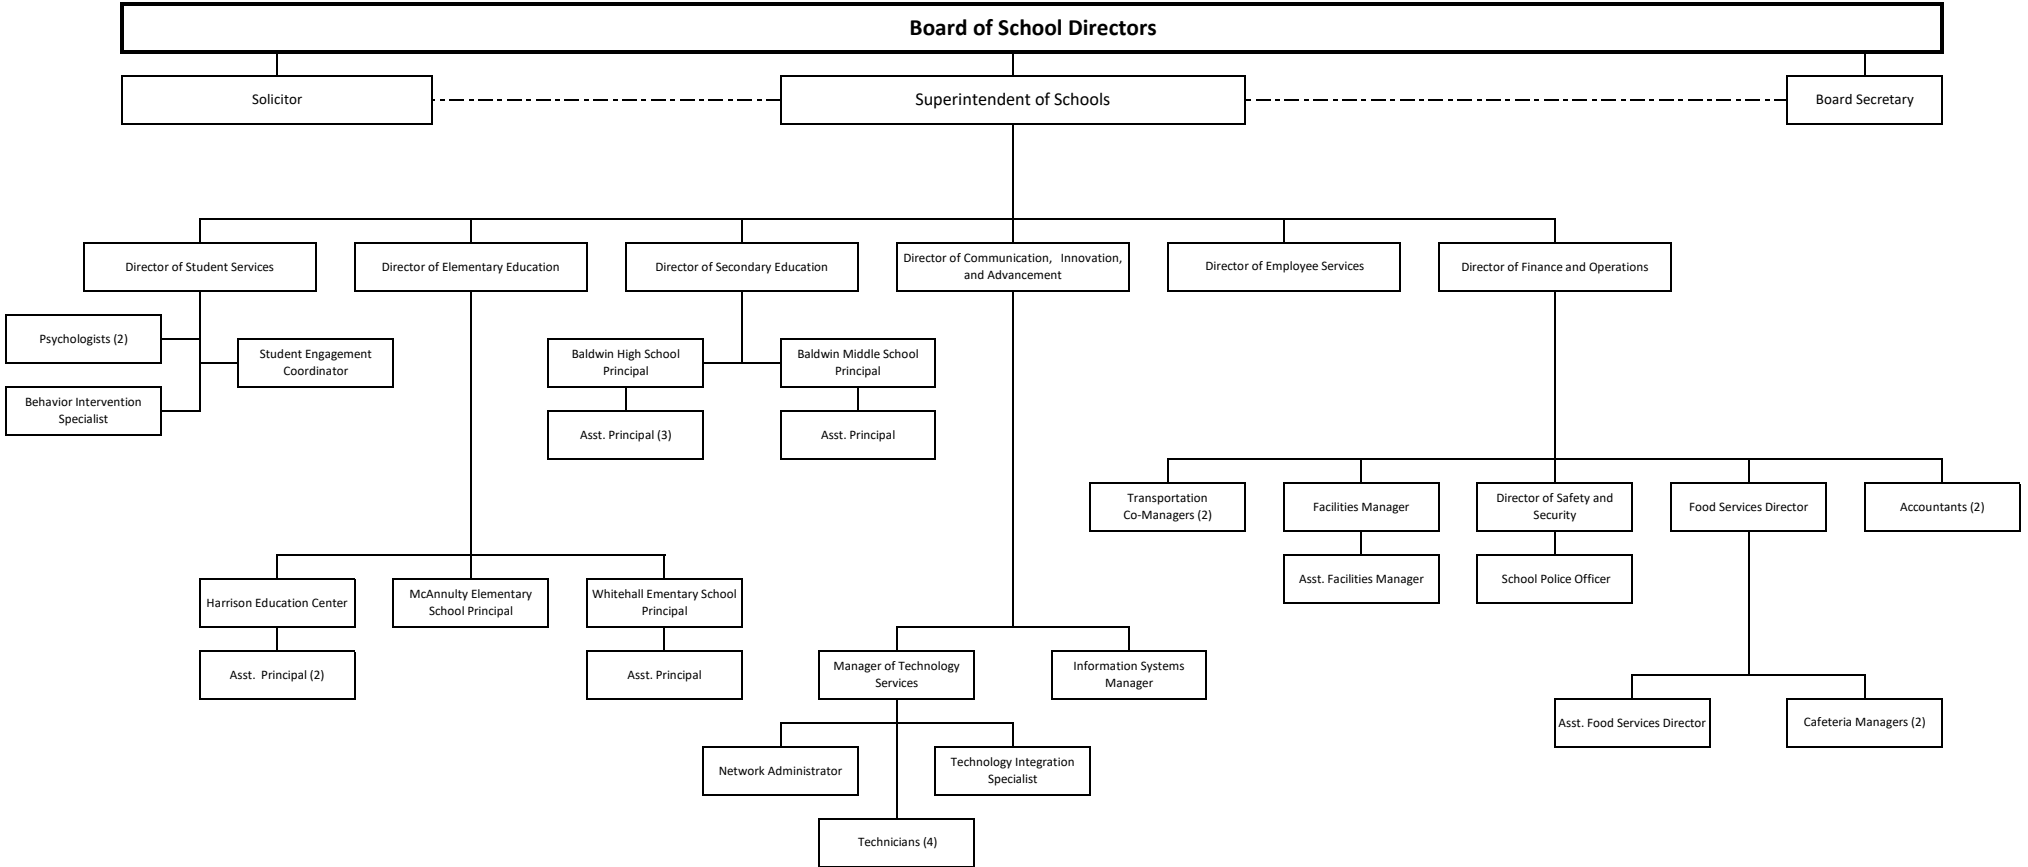 Board of School Directors
Solicitor
Superintendent of Schools
Board Secretary
Director of Student Services
Director of Elementary Education
Director of Secondary Education
Director of Communication, Innovation,
and Advancement
Director of Employee Services
Director of Finance and Operations
Psychologists (2)
Student Engagement
Coordinator
Behavior Intervention
Specialist
Baldwin High School
Principal
Baldwin Middle School
Principal
Asst. Principal (3)
Asst. Principal
Transportation
Co-Managers (2)
Facilities Manager
Director of Safety and
Security
Food Services Director
Accountants (2)
Asst. Facilities Manager
School Police Officer
Harrison Education Center
McAnnulty Elementary
School Principal
Whitehall Ementary School
Principal
Asst. Principal (2)
Asst. Principal
Manager of Technology
Services
Information Systems
Manager
Asst. Food Services Director
Cafeteria Managers (2)
Network Administrator
Technology Integration
Specialist
Technicians (4)